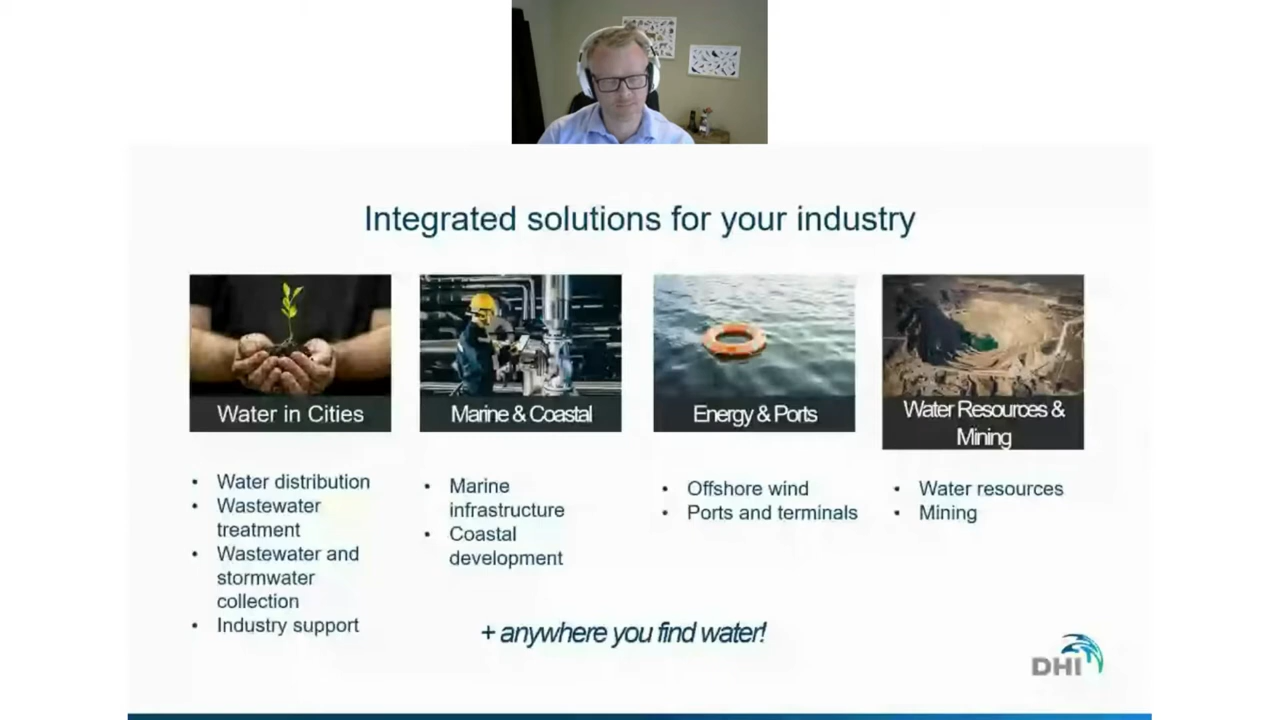 Integrated solutions for your industry
Water in Cities
Marine & Coastal
Energy & Ports
Water Resources &
Mining
• Water distribution
• Wastewater
treatment
• Wastewater and
stormwater
collection
• Industry support
• Marine
infrastructure
• Coastal
development
• Offshore wind
• Ports and terminals
• Water resources
• Mining
+ anywhere you find water!
DHI